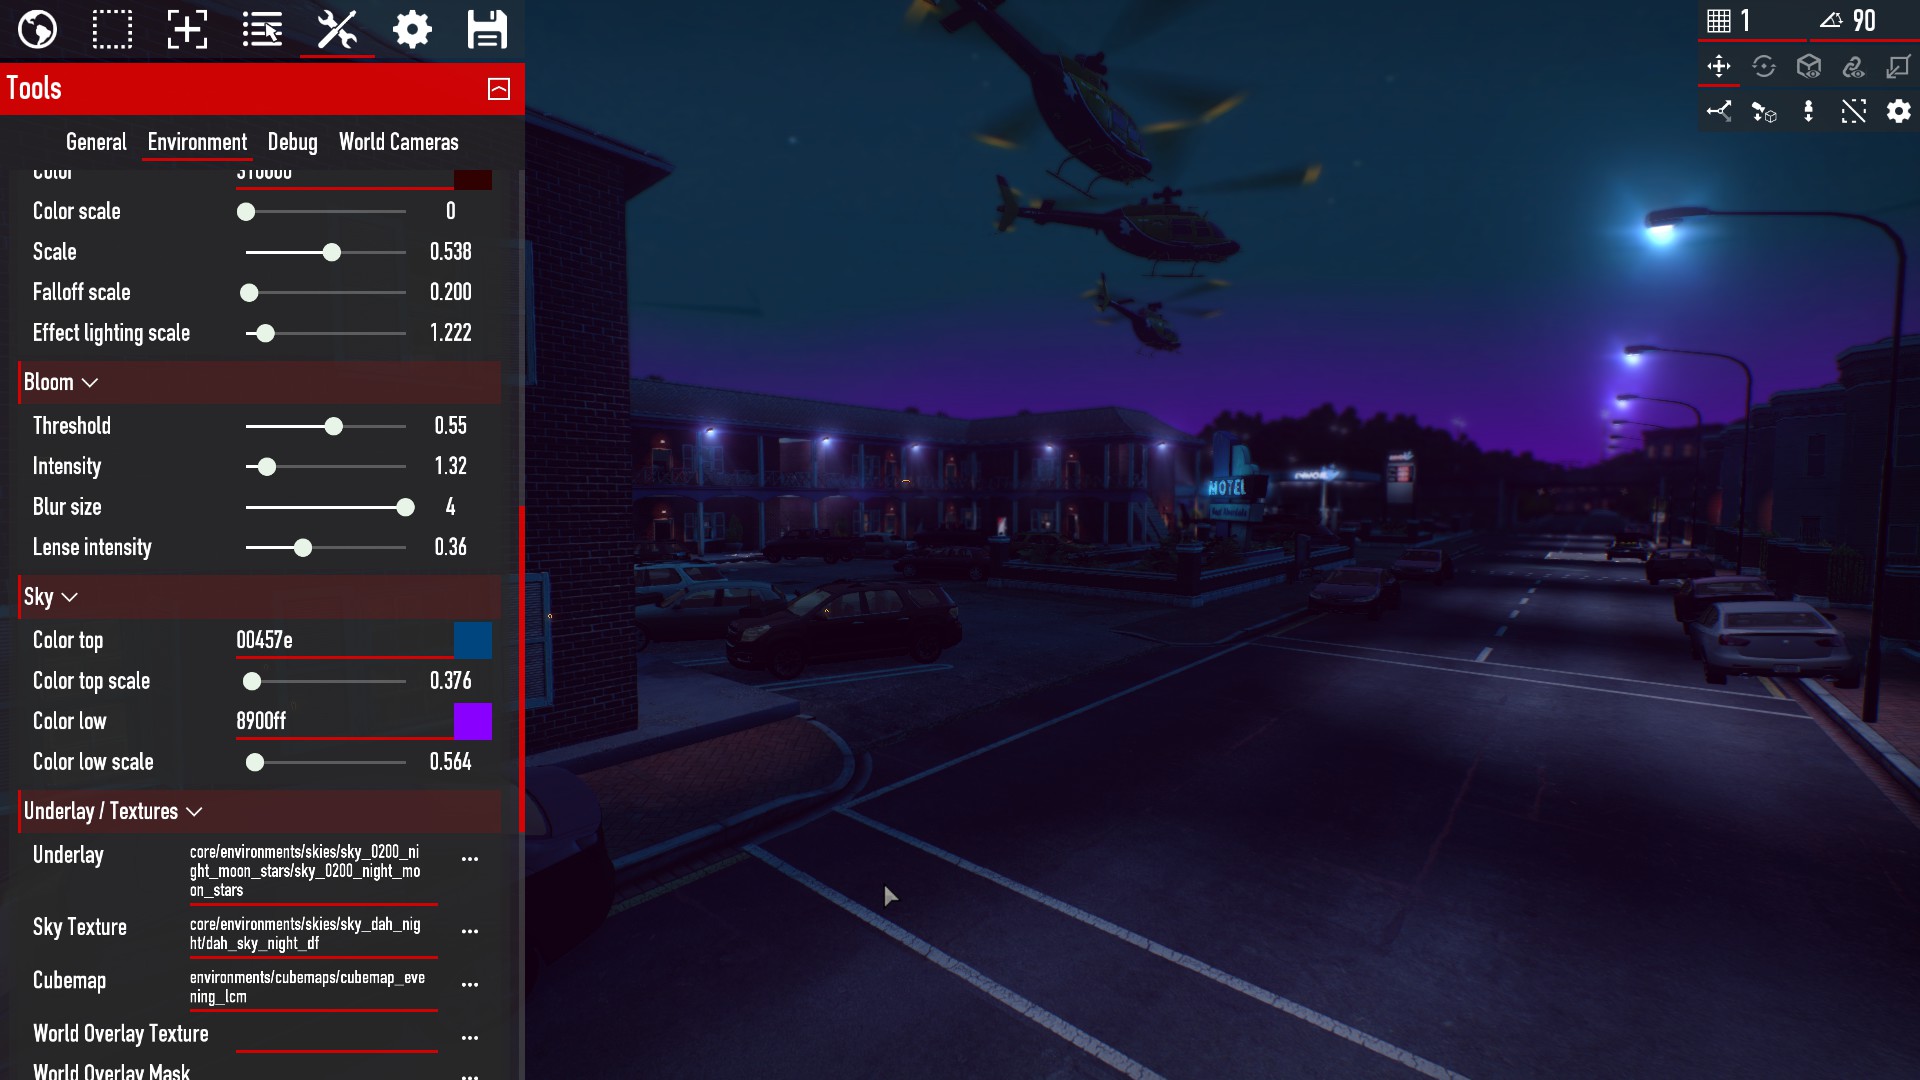 1
90
Tools
General Environment Debug World Cameras
Color
Color scale 0
Scale 0.538
Falloff scale 0.200
Effect lighting scale 1.222
Bloom
Threshold 0.55
Intensity 1.32
Blur size 4
Lense intensity 0.36
Sky
Color top 00457e
Color top scale 0.376
Color low 8900ff
Color low scale 0.564
Underlay / Textures
Underlay core/environments/skies/sky_0200_ni
ght_moon_stars/sky_0200_night_mo
on_stars
...
Sky Texture core/environments/skies/sky_dah_nig
ht/dah_sky_night_df
...
Cubemap environments/cubemaps/cubemap_eve
ning_lcm
...
World Overlay Texture ...
World Overlay Mask ...
MOTEL